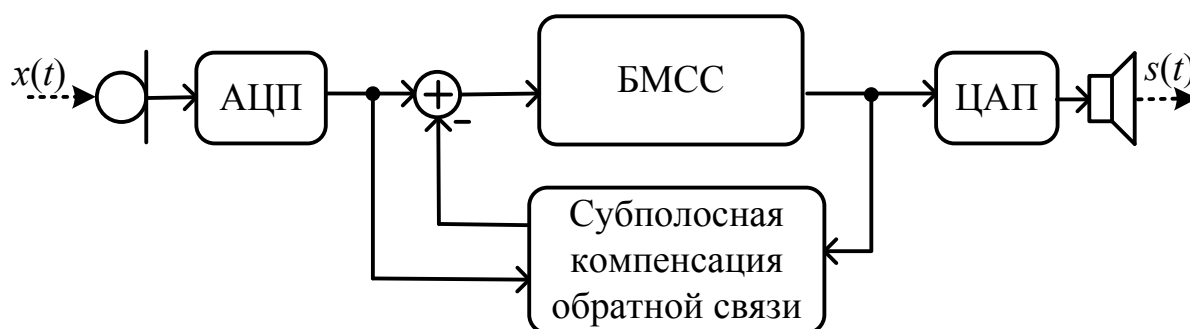 x(t)
АЦП
+
-
БМСС
ЦАП
s(t)
Субполосная
компенсация
обратной связи